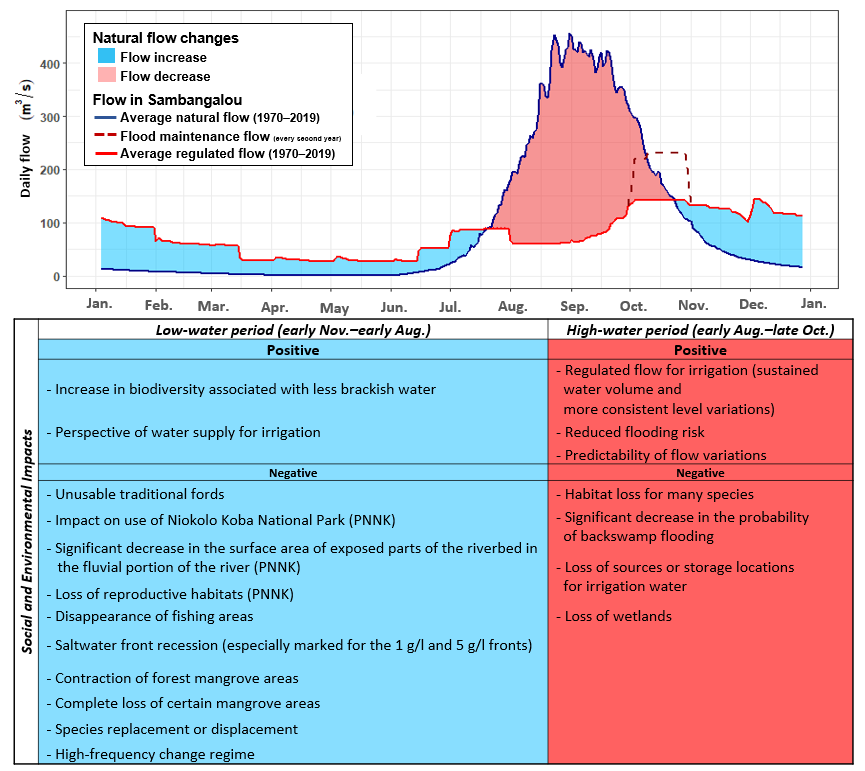 Natural flow changes
Flow increase
Flow decrease
Flow in Sambangalou
Average natural flow (1970–2019)
Flood maintenance flow (every second year)
Average regulated flow (1970–2019)
Daily flow (m³/s)
400
300
200
100
0
Jan. Feb. Mar. Apr. May Jun. Jul. Aug. Sep. Oct. Nov. Dec. Jan.
Social and Environmental Impacts
Low-water period (early Nov.–early Aug.)
Positive
- Increase in biodiversity associated with less brackish water
- Perspective of water supply for irrigation
Negative
- Unusable traditional fords
- Impact on use of Niokolo Koba National Park (PNNK)
- Significant decrease in the surface area of exposed parts of the riverbed in
the fluvial portion of the river (PNNK)
- Loss of reproductive habitats (PNNK)
- Disappearance of fishing areas
- Saltwater front recession (especially marked for the 1 g/l and 5 g/l fronts)
- Contraction of forest mangrove areas
- Complete loss of certain mangrove areas
- Species replacement or displacement
- High-frequency change regime
High-water period (early Aug.–late Oct.)
Positive
- Regulated flow for irrigation (sustained
water volume and
more consistent level variations)
- Reduced flooding risk
- Predictability of flow variations
Negative
- Habitat loss for many species
- Significant decrease in the probability
of backswamp flooding
- Loss of sources or storage locations
for irrigation water
- Loss of wetlands